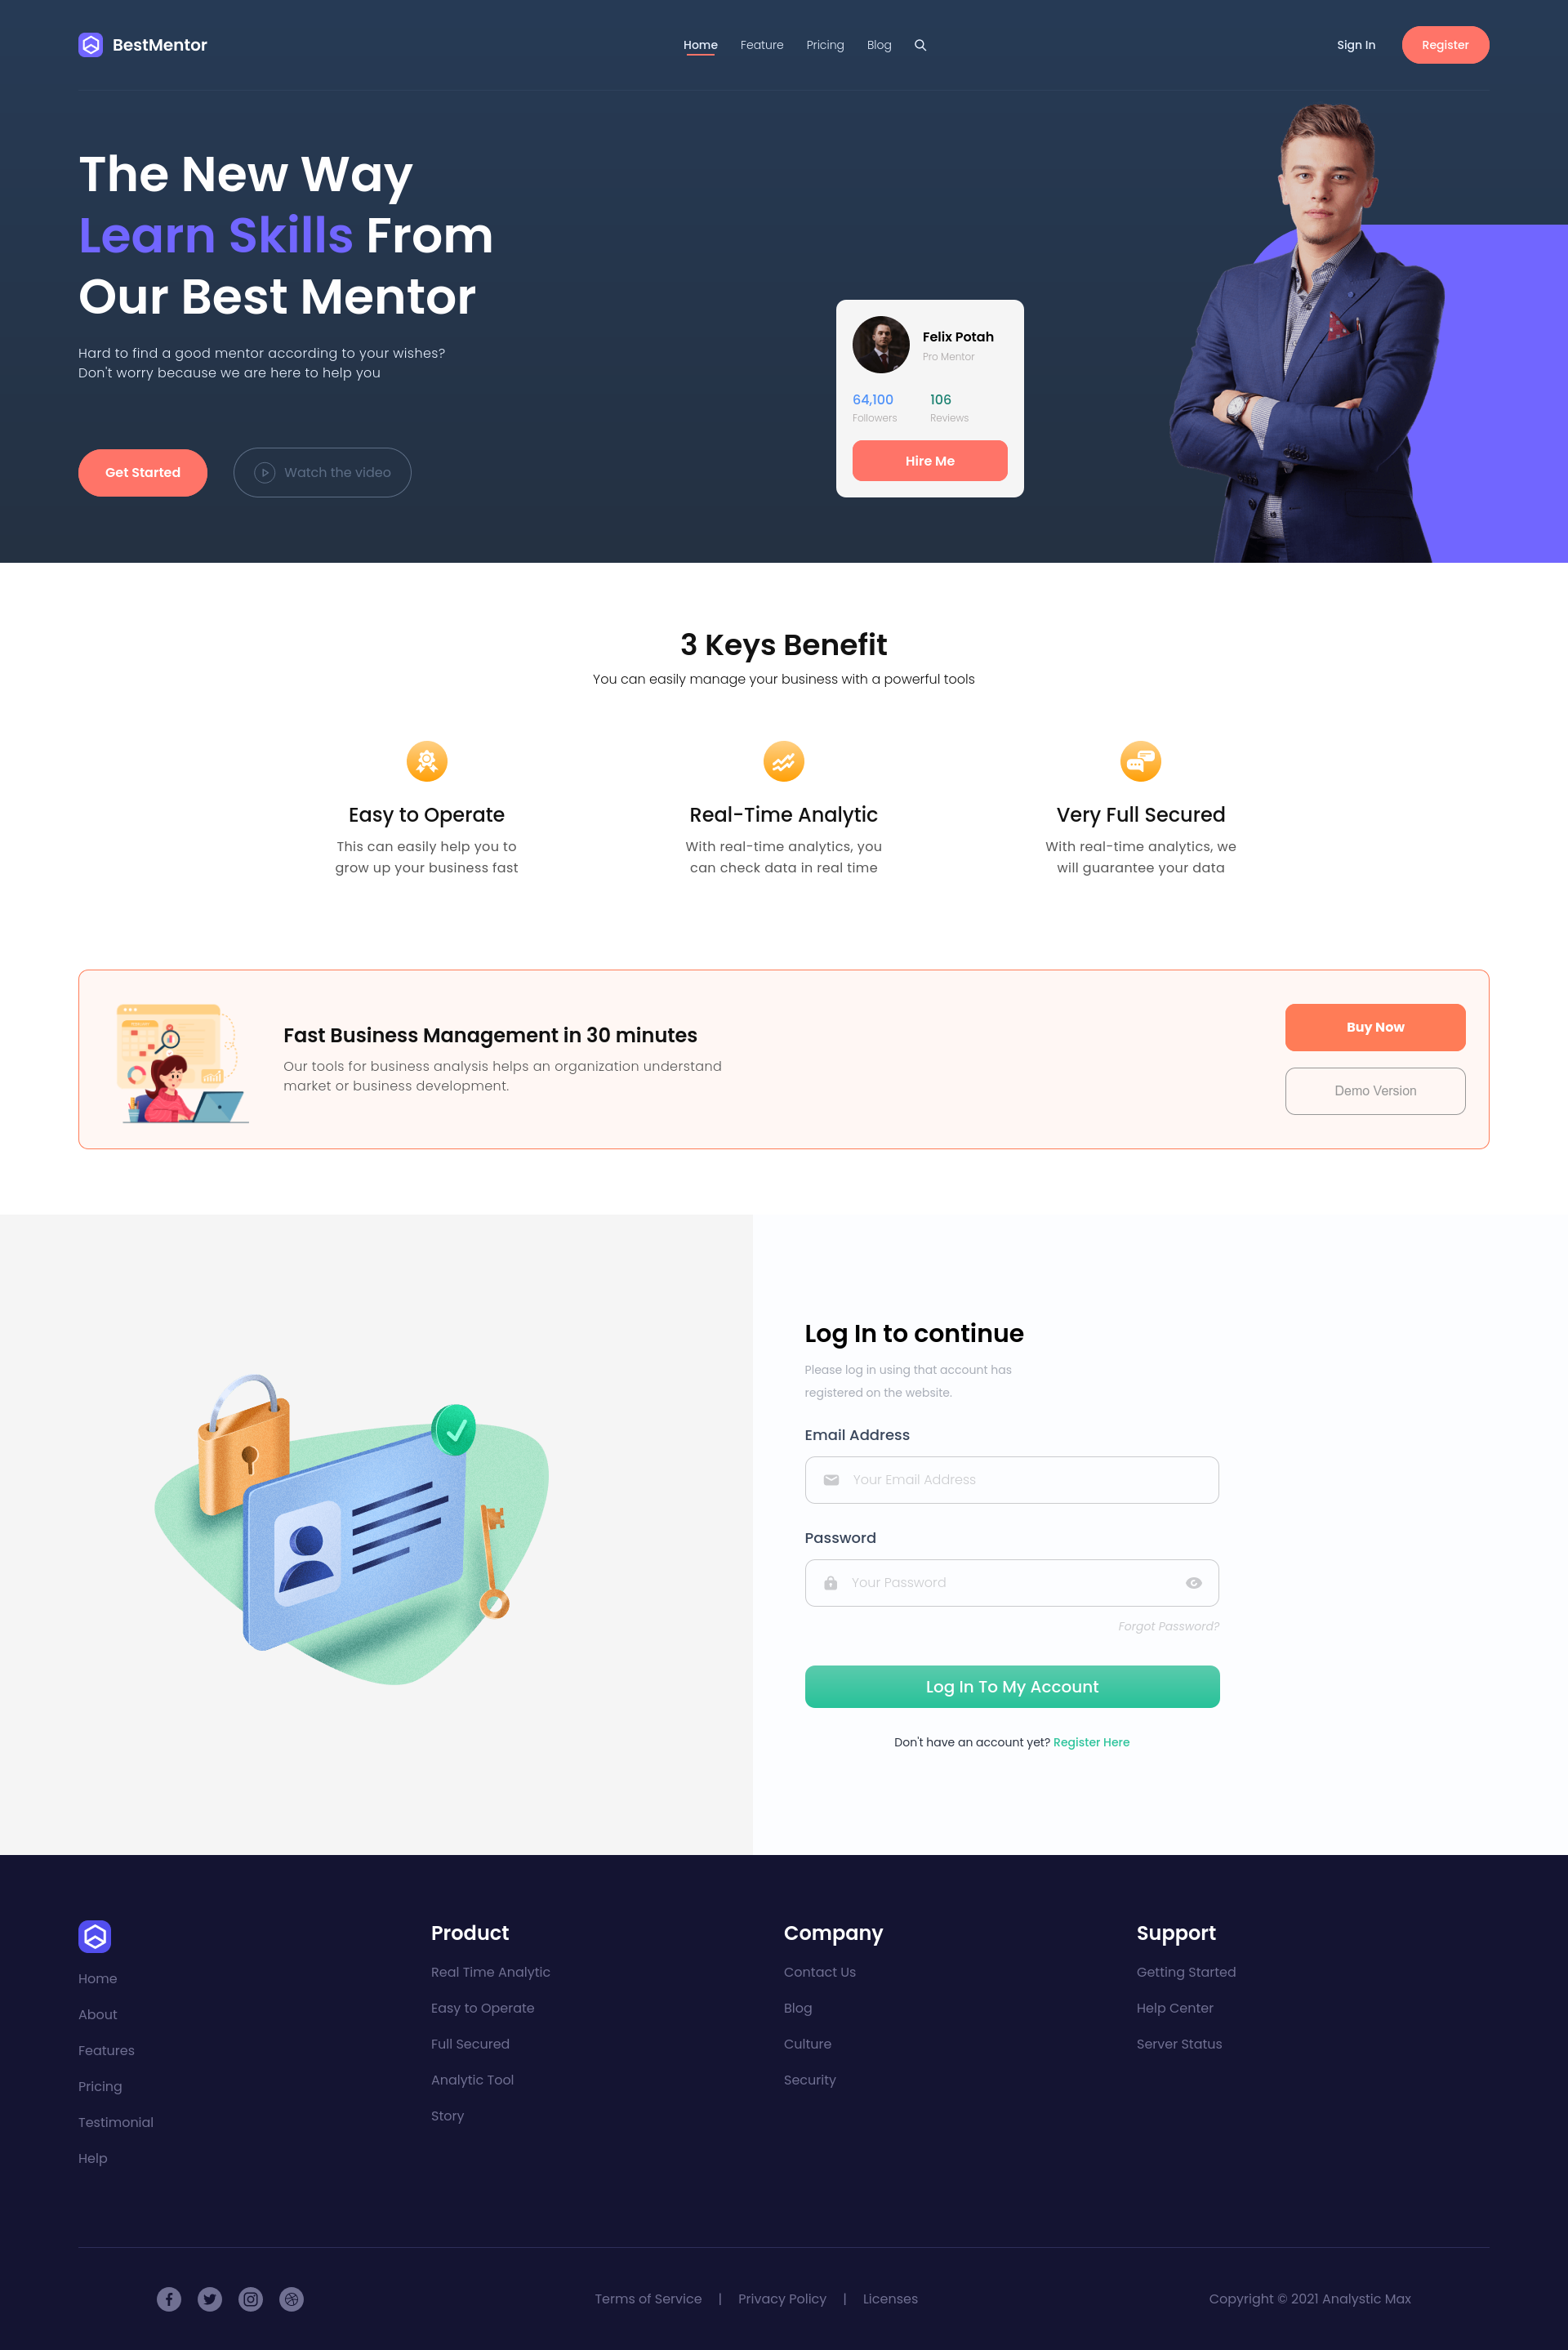 BestMentor
Home
Feature
Pricing
Blog
Sign In
Register
The New Way
Learn Skills From
Our Best Mentor
Hard to find a good mentor according to your wishes?
Don't worry because we are here to help you
Get Started
Watch the video
Felix Potah
Pro Mentor
64,100
Followers
106
Reviews
Hire Me
3 Keys Benefit
You can easily manage your business with a powerful tools
Easy to Operate
This can easily help you to
grow up your business fast
Real-Time Analytic
With real-time analytics, you
can check data in real time
Very Full Secured
With real-time analytics, we
will guarantee your data
Fast Business Management in 30 minutes
Our tools for business analysis helps an organization understand
market or business development.
Buy Now
Demo Version
Log In to continue
Please log in using that account has
registered on the website.
Email Address
Your Email Address
Password
Your Password
Forgot Password?
Log In To My Account
Don't have an account yet? Register Here
Home
About
Features
Pricing
Testimonial
Help
Product
Real Time Analytic
Easy to Operate
Full Secured
Analytic Tool
Story
Company
Contact Us
Blog
Culture
Security
Support
Getting Started
Help Center
Server Status
Terms of Service | Privacy Policy | Licenses
Copyright © 2021 Analystic Max